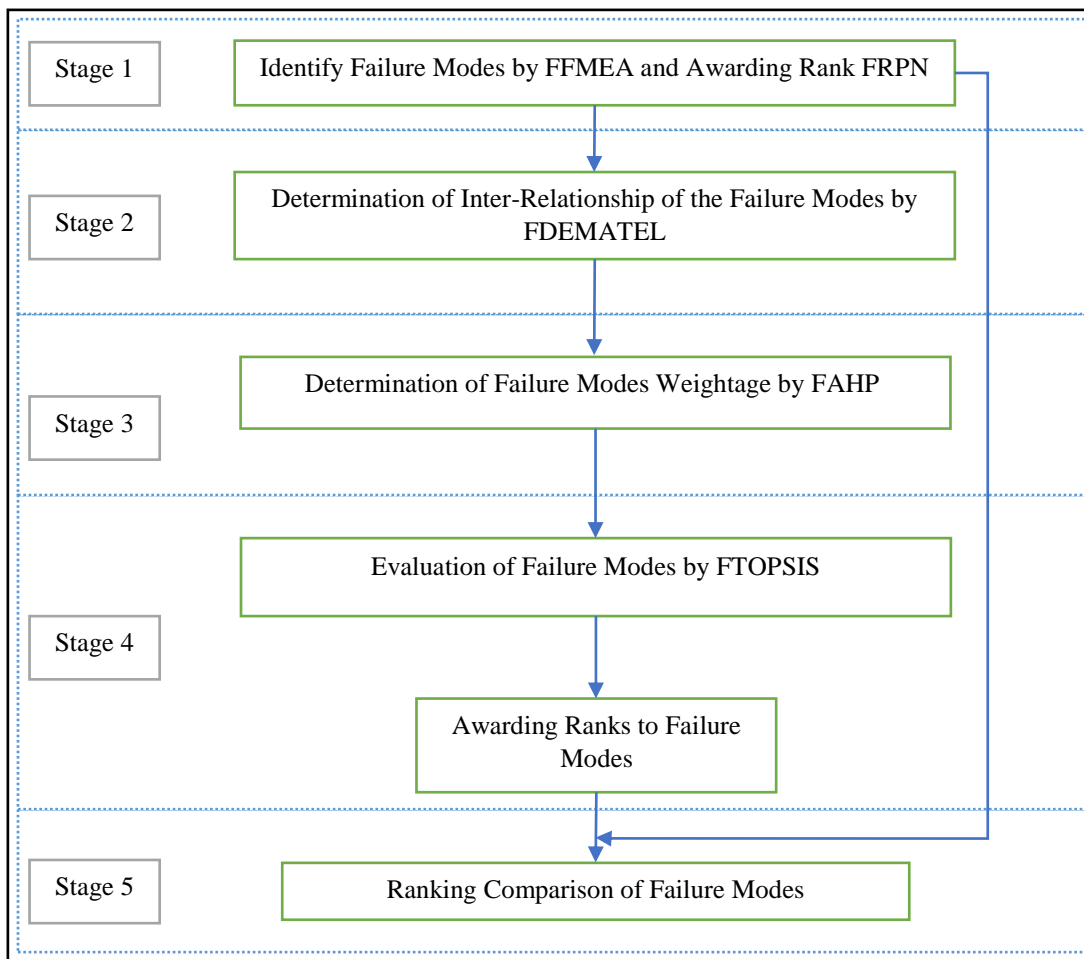 Stage 1
Identify Failure Modes by FFMEA and Awarding Rank FRPN
Stage 2
Determination of Inter-Relationship of the Failure Modes by
FDEMATEL
Stage 3
Determination of Failure Modes Weightage by FAHP
Stage 4
Evaluation of Failure Modes by FTOPSIS
Awarding Ranks to Failure
Modes
Stage 5
Ranking Comparison of Failure Modes